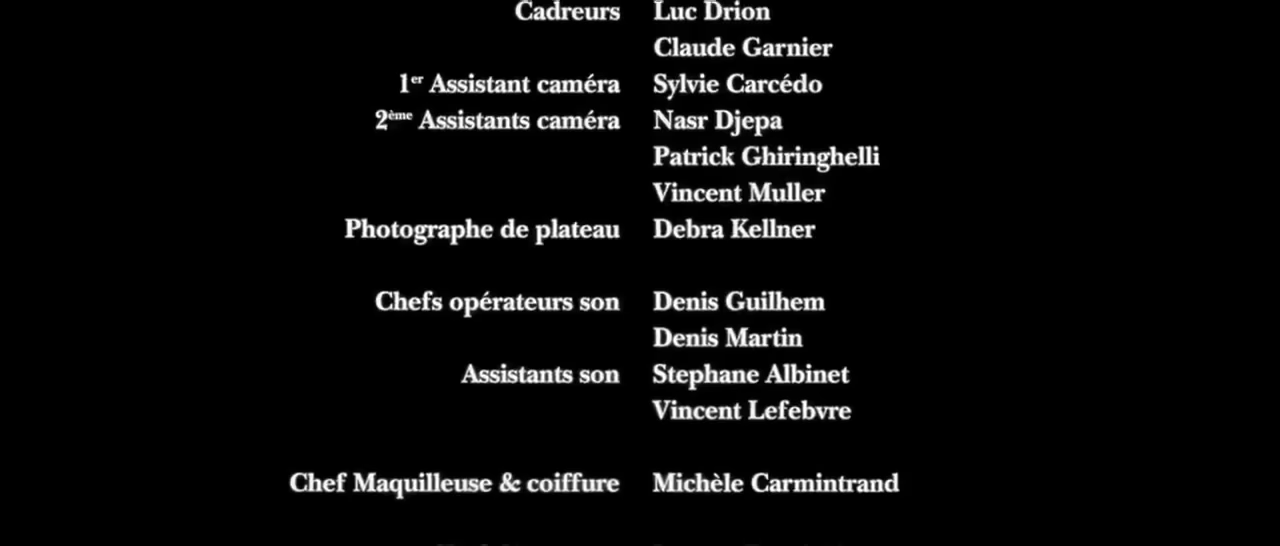 Cadreurs Luc Drion
Claude Garnier
1er Assistant caméra Sylvie Carcédo
2ème Assistants caméra Nasr Djepa
Patrick Ghiringhelli
Vincent Muller
Photographe de plateau Debra Kellner
Chefs opérateurs son Denis Guilhem
Denis Martin
Assistants son Stephane Albinet
Vincent Lefebvre
Chef Maquilleuse & coiffure Michèle Carmintrand